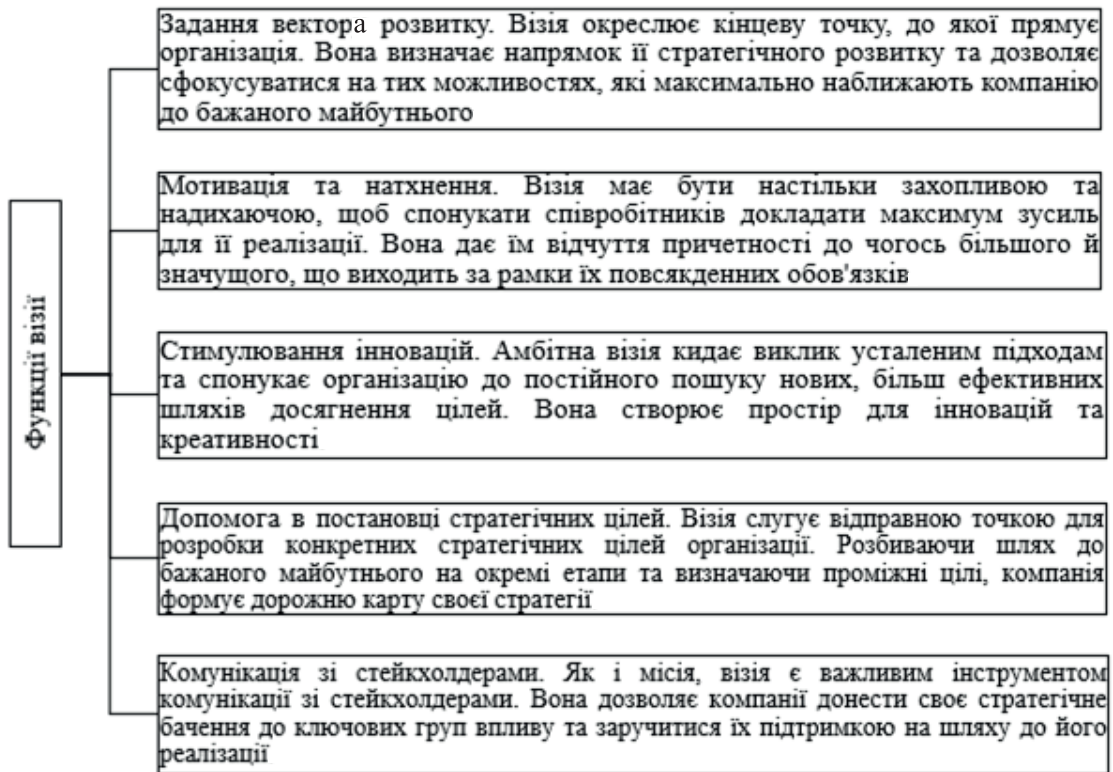 Функції візії
Задання вектора розвитку. Візія окреслює кінцеву точку, до якої прямує
організація. Вона визначає напрямок її стратегічного розвитку та дозволяє
сфокусуватися на тих можливостях, які максимально наближають компанію
до бажаного майбутнього
Мотивація та натхнення. Візія має бути настільки захопливою та
надихаючою, щоб спонукати співробітників докладати максимум зусиль
для її реалізації. Вона дає їм відчуття причетності до чогось більшого й
значущого, що виходить за рамки їх повсякденних обов'язків
Стимулювання інновацій. Амбітна візія кидає виклик усталеним підходам
та спонукає організацію до постійного пошуку нових, більш ефективних
шляхів досягнення цілей. Вона створює простір для інновацій та
креативності
Допомога в постановці стратегічних цілей. Візія слугує відправною точкою для
розробки конкретних стратегічних цілей організації. Розбиваючи шлях до
бажаного майбутнього на окремі етапи та визначаючи проміжні цілі, компанія
формує дорожню карту своєї стратегії
Комунікація зі стейкхолдерами. Як і місія, візія є важливим інструментом
комунікації зі стейкхолдерами. Вона дозволяє компанії донести своє стратегічне
бачення до ключових груп впливу та заручитися їх підтримкою на шляху до його
реалізації